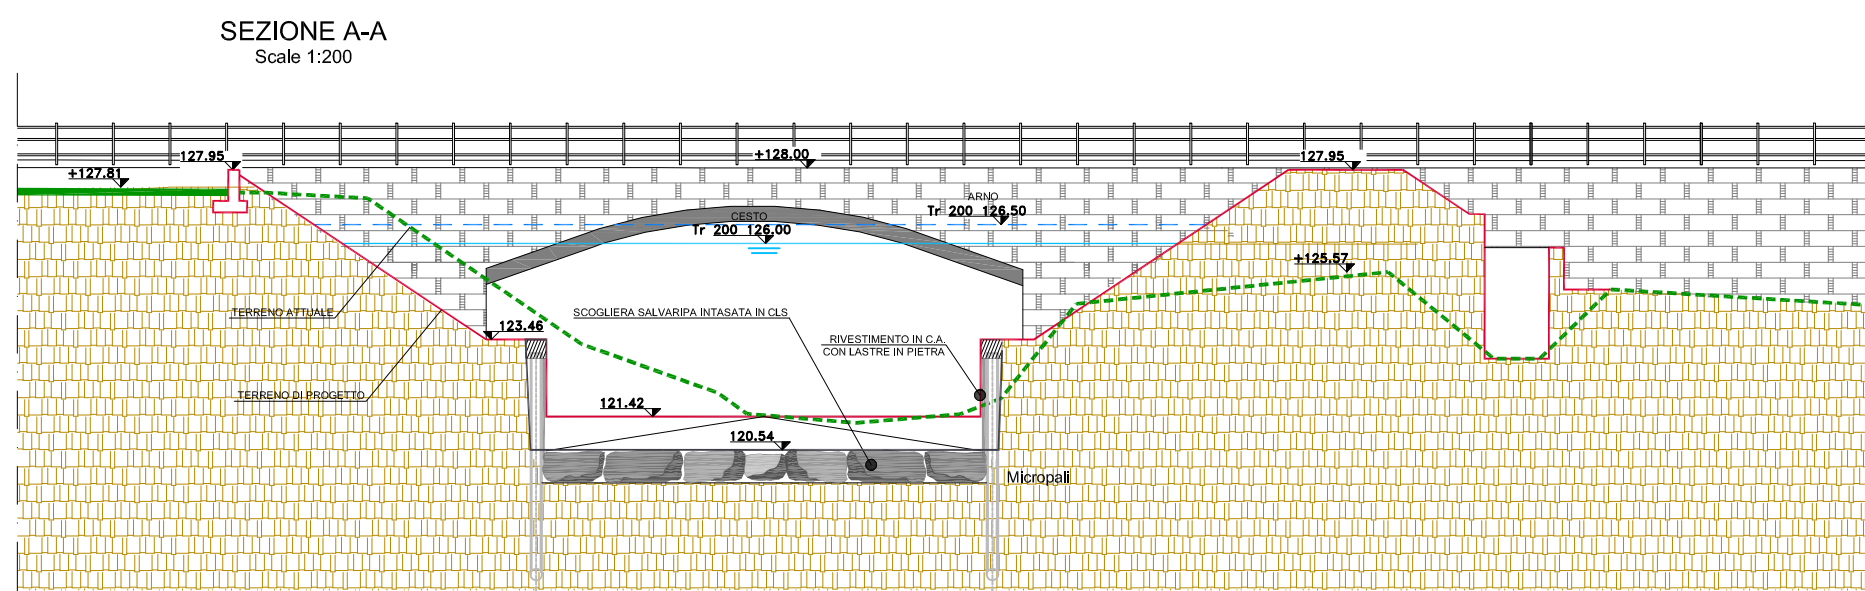 SEZIONE A-A
Scale 1:200
127.95
+128.00
127.95
+127.81
ARNO
Tr 200 126.50
CESTO
Tr 200 126.00
+125.57
TERRENO ATTUALE
SCOGLIERA SALVARIPA INTASATA IN CLS
123.46
RIVESTIMENTO IN C.A.
CON LASTRE IN PIETRA
TERRENO DI PROGETTO
121.42
120.54
Micropali